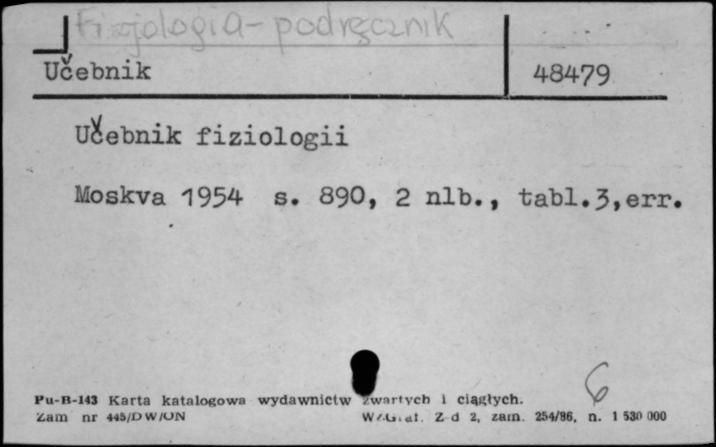 Fizjologia - podręcznik
Učebnik 48479
Učebnik fiziologii
Moskva 1954 s. 890, 2 nlb., tabl.3,err.
6
Pu-B-143 Karta katalogowa wydawnictw zwartych i ciągłych.
Zam nr 445/DW/UN Z-d 2, zam. 254/86, n. 1 530 000